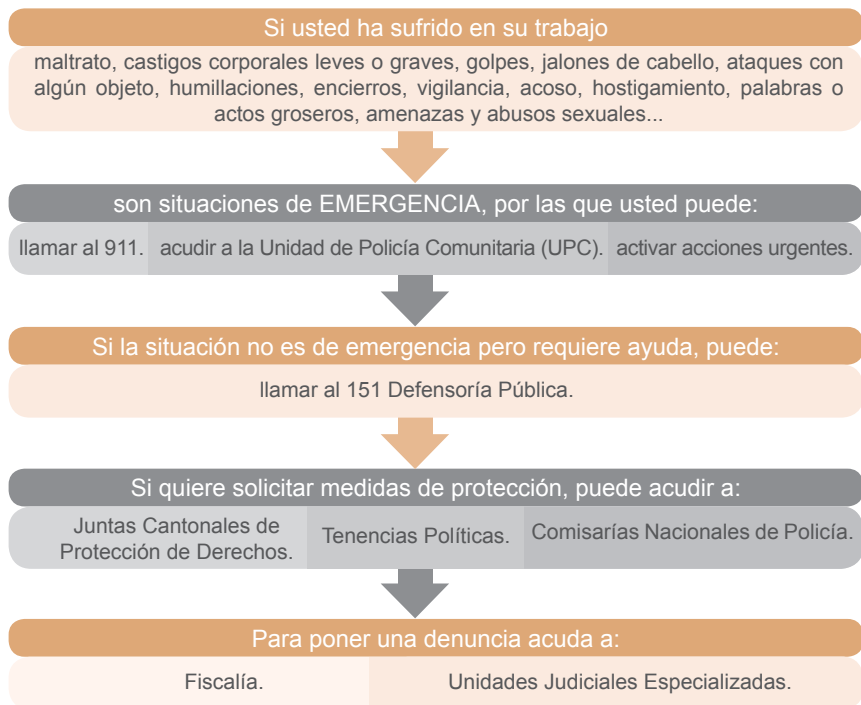 Si usted ha sufrido en su trabajo
maltrato, castigos corporales leves o graves, golpes, jalones de cabello, ataques con
algún objeto, humillaciones, encierros, vigilancia, acoso, hostigamiento, palabras o
actos groseros, amenazas y abusos sexuales...
son situaciones de EMERGENCIA, por las que usted puede:
llamar al 911. acudir a la Unidad de Policía Comunitaria (UPC). activar acciones urgentes.
Si la situación no es de emergencia pero requiere ayuda, puede:
llamar al 151 Defensoría Pública.
Si quiere solicitar medidas de protección, puede acudir a:
Juntas Cantonales de
Protección de Derechos.
Tenencias Políticas.
Comisarías Nacionales de Policía.
Para poner una denuncia acuda a:
Fiscalía. Unidades Judiciales Especializadas.